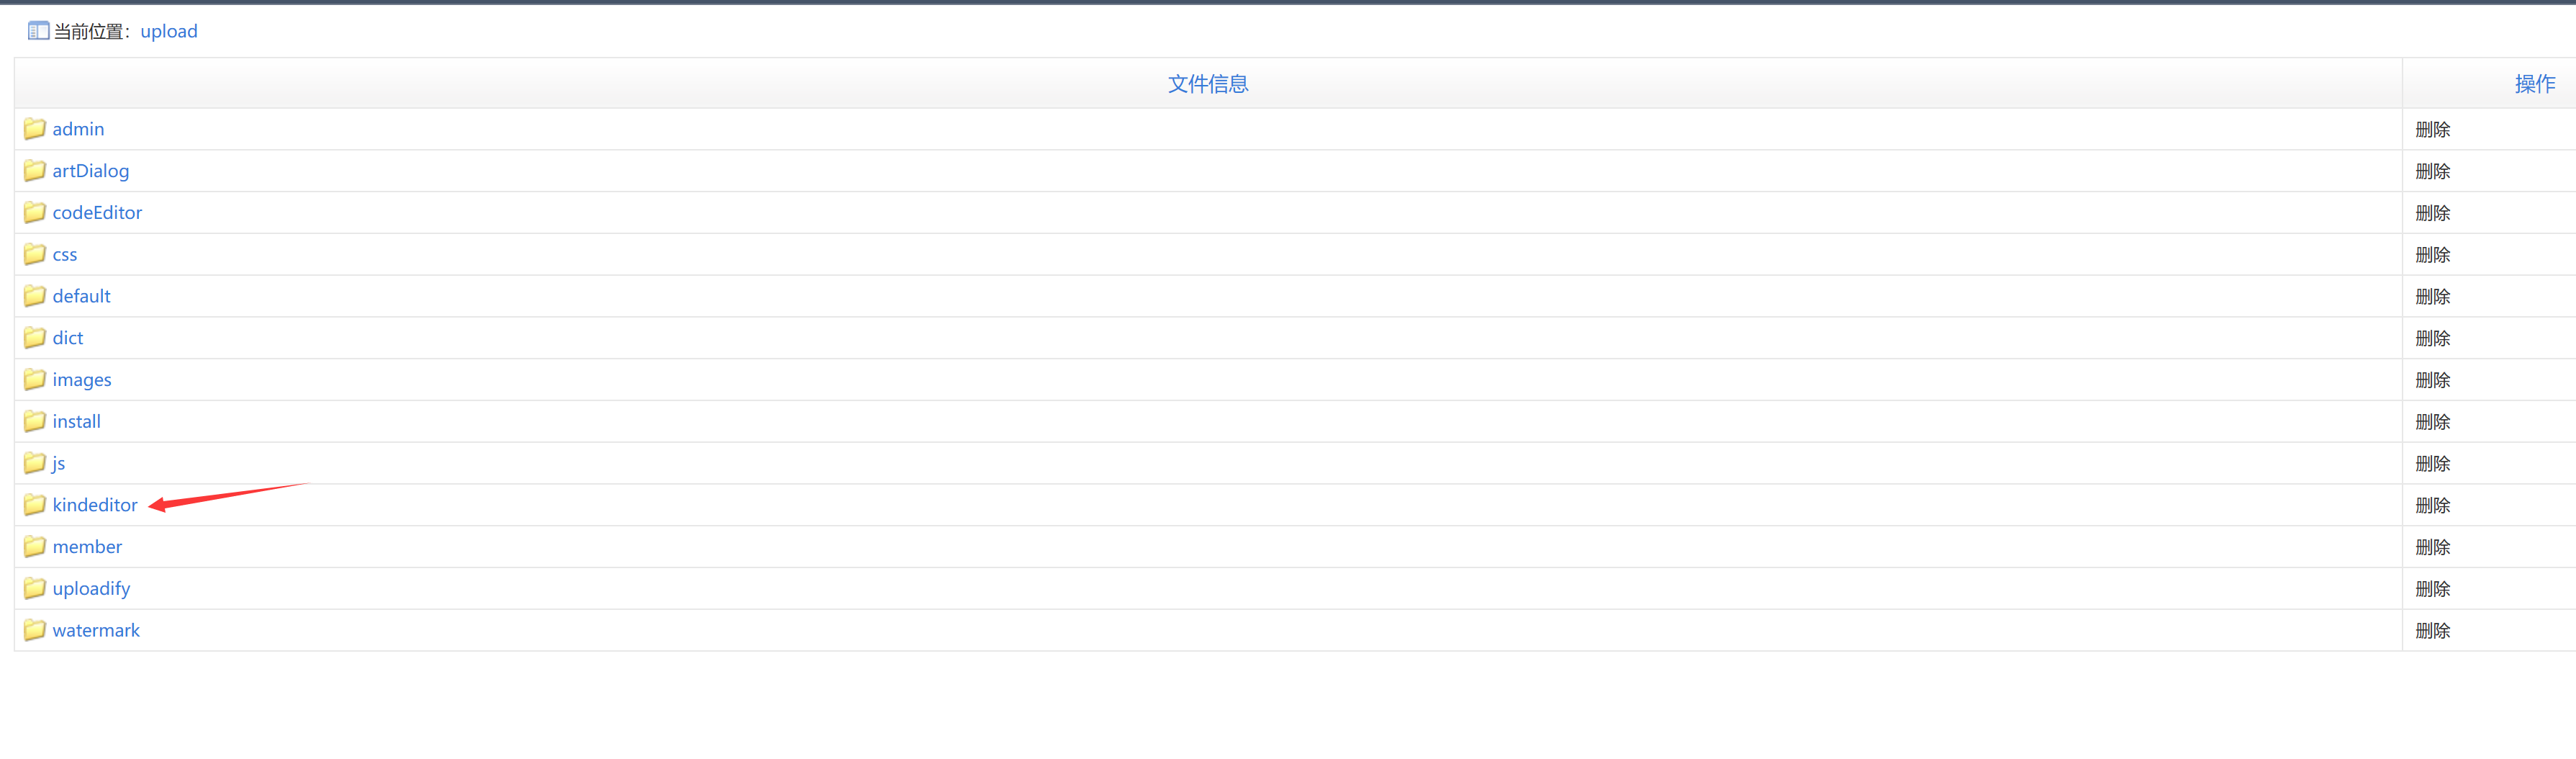 当前位置：upload
文件信息 操作
admin 删除
artDialog 删除
codeEditor 删除
css 删除
default 删除
dict 删除
images 删除
install 删除
js 删除
kindeditor 删除
member 删除
uploadify 删除
watermark 删除